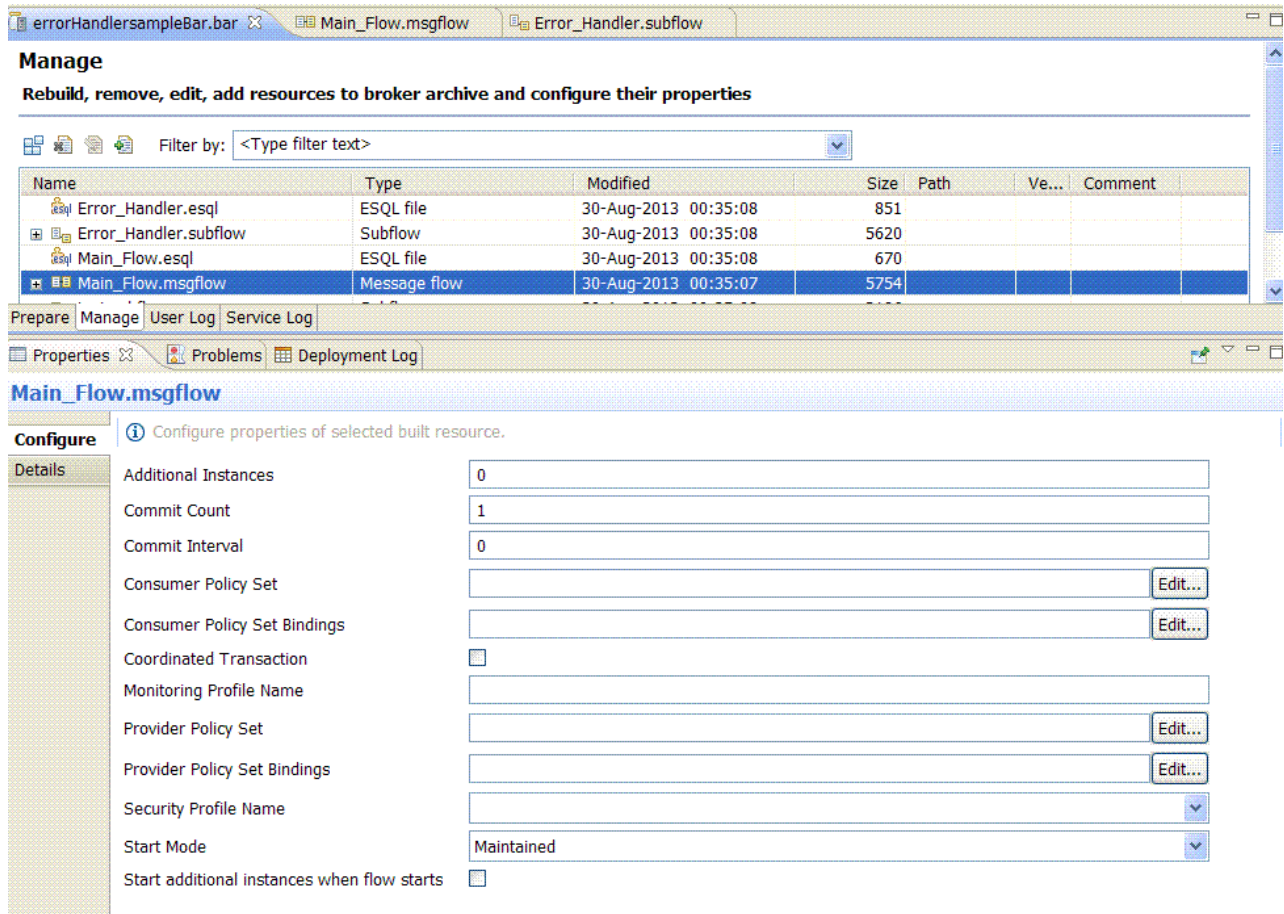 errorHandlersampleBar.bar Main_Flow.msgflow Error_Handler.subflow
Manage
Rebuild, remove, edit, add resources to broker archive and configure their properties
Filter by: <Type filter text>
Name Type Modified Size Path Ve... Comment
esql Error_Handler.esql ESQL file 30-Aug-2013 00:35:08 851
Error_Handler.subflow Subflow 30-Aug-2013 00:35:08 5620
esql Main_Flow.esql ESQL file 30-Aug-2013 00:35:08 670
Main_Flow.msgflow Message flow 30-Aug-2013 00:35:07 5754
Prepare Manage User Log Service Log
Properties Problems Deployment Log
Main_Flow.msgflow
Configure
Configure properties of selected built resource.
Details
Additional Instances 0
Commit Count 1
Commit Interval 0
Consumer Policy Set Edit...
Consumer Policy Set Bindings Edit...
Coordinated Transaction
Monitoring Profile Name
Provider Policy Set Edit...
Provider Policy Set Bindings Edit...
Security Profile Name
Start Mode Maintained
Start additional instances when flow starts